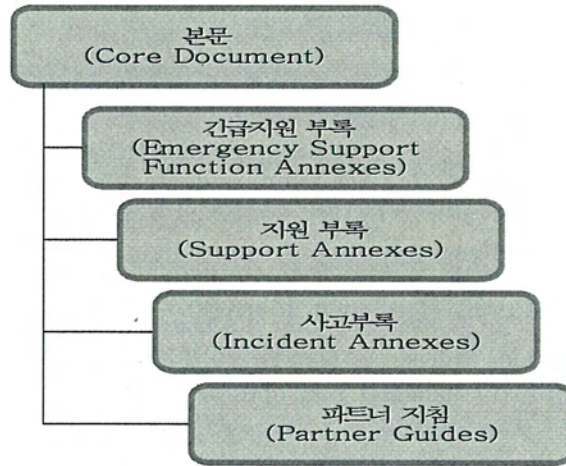 본문
(Core Document)
긴급지원 부록
(Emergency Support
Function Annexes)
지원 부록
(Support Annexes)
사고부록
(Incident Annexes)
파트너 지침
(Partner Guides)